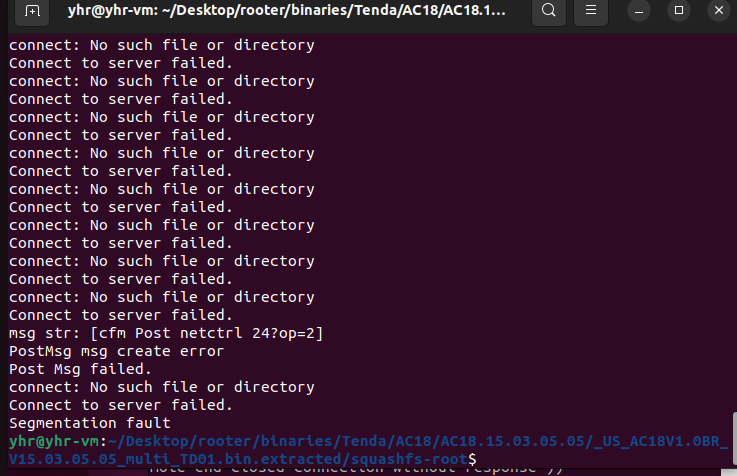 yhr@yhr-vm: ~/Desktop/rooter/binaries/Tenda/AC18/AC18.1...
connect: No such file or directory
Connect to server failed.
connect: No such file or directory
Connect to server failed.
connect: No such file or directory
Connect to server failed.
connect: No such file or directory
Connect to server failed.
connect: No such file or directory
Connect to server failed.
connect: No such file or directory
Connect to server failed.
connect: No such file or directory
Connect to server failed.
connect: No such file or directory
Connect to server failed.
msg str: [cfm Post netctrl 24?op=2]
PostMsg msg create error
Post Msg failed.
connect: No such file or directory
Connect to server failed.
Segmentation fault
yhr@yhr-vm:~/Desktop/rooter/binaries/Tenda/AC18/AC18.15.03.05.05/_US_AC18V1.0BR_
V15.03.05.05_multi_TD01.bin.extracted/squashfs-root$